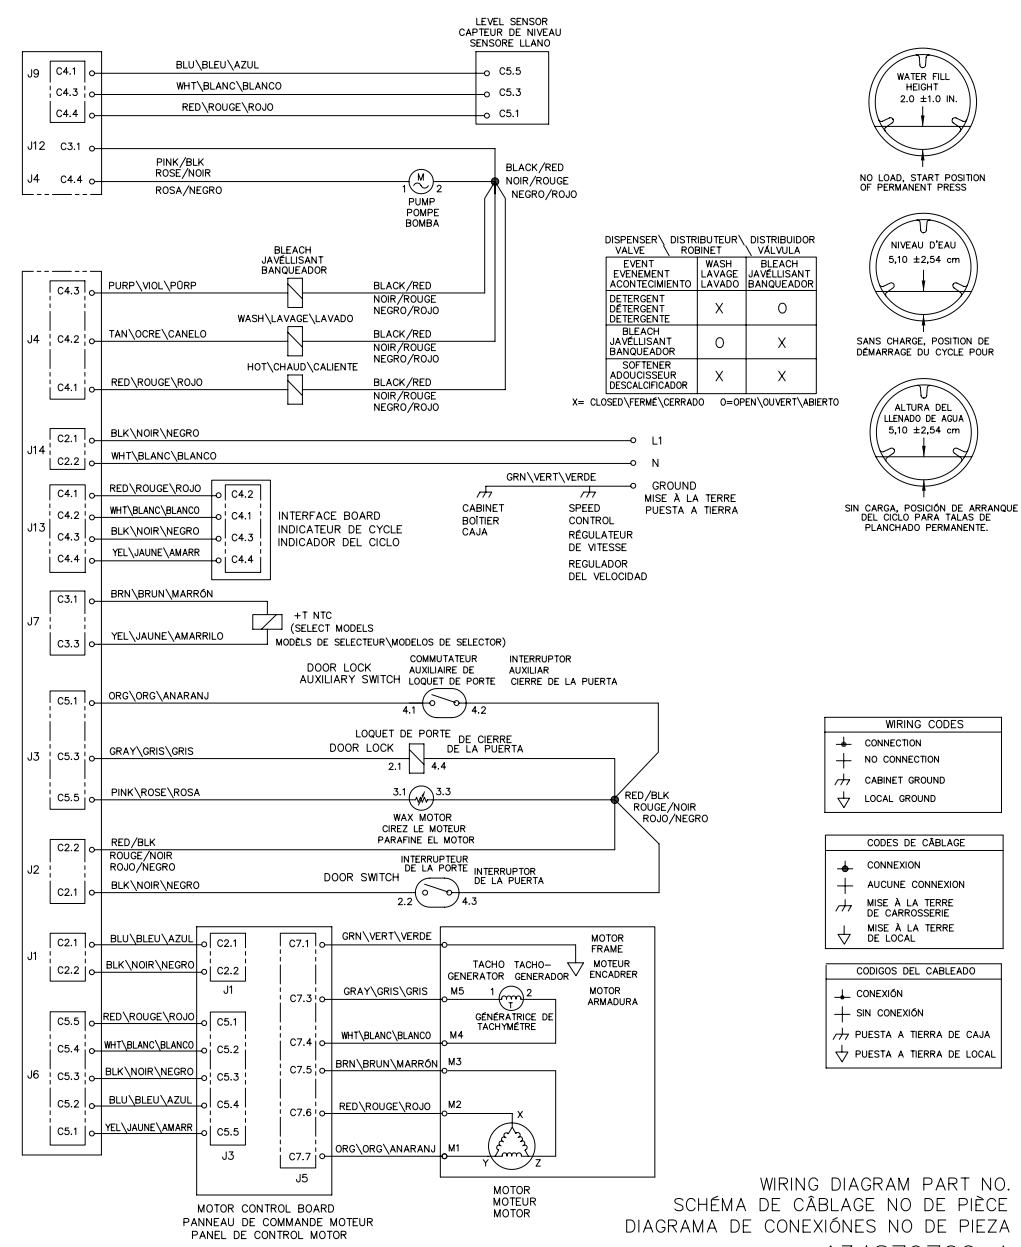 LEVEL SENSOR
CAPTEUR DE NIVEAU
SENSORE LLANO
J9
C4.1
BLU\BLEU\AZUL
C5.5
C4.3
WHT\BLANC\BLANCO
C5.3
C4.4
RED\ROUGE\ROJO
C5.1
J12
C3.1
J4
C4.4
PINK/BLK
ROSE/NOIR
ROSA/NEGRO
1
M
2
PUMP
POMPE
BOMBA
BLACK/RED
NOIR/ROUGE
NEGRO/ROJO
WATER FILL
HEIGHT
2.0 ±1.0 IN.
NO LOAD, START POSITION
OF PERMANENT PRESS
NIVEAU D'EAU
5,10 ±2,54 cm
SANS CHARGE, POSITION DE
DÉMARRAGE DU CYCLE POUR
ALTURA DEL
LLENADO DE AGUA
5,10 ±2,54 cm
SIN CARGA, POSICIÓN DE ARRANQUE
DEL CICLO PARA TALAS DE
PLANCHADO PERMANENTE.
DISPENSER\ DISTRIBUTEUR\ DISTRIBUIDOR
VALVE ROBINET VÁLVULA
EVENT
EVENEMENT
ACONTECIMIENTO
WASH
LAVAGE
LAVADO
BLEACH
JAVÉLLISANT
BANQUEADOR
DETERGENT
DÉTERGENT
DETERGENTE
X
O
BLEACH
JAVÉLLISANT
BANQUEADOR
O
X
SOFTENER
ADOUCISSEUR
DESCALCIFICADOR
X
X
X= CLOSED\FERMÉ\CERRADO O=OPEN\OUVERT\ABIERTO
BLEACH
JAVÉLLISANT
BANQUEADOR
J4
C4.3
PURP\VIOL\PÛRP
BLACK/RED
NOIR/ROUGE
NEGRO/ROJO
WASH\LAVAGE\LAVADO
C4.2
TAN\OCRE\CANELO
BLACK/RED
NOIR/ROUGE
NEGRO/ROJO
HOT\CHAUD\CALIENTE
C4.1
RED\ROUGE\ROJO
BLACK/RED
NOIR/ROUGE
NEGRO/ROJO
J14
C2.1
BLK\NOIR\NEGRO
L1
C2.2
WHT\BLANC\BLANCO
N
GRN\VERT\VERDE
GROUND
MISE À LA TERRE
PUESTA A TIERRA
CABINET
BOÎTIER
CAJA
SPEED
CONTROL
RÉGULATEUR
DE VITESSE
REGULADOR
DEL VELOCIDAD
J13
C4.1
RED\ROUGE\ROJO
C4.2
C4.2
WHT\BLANC\BLANCO
C4.1
C4.3
BLK\NOIR\NEGRO
C4.3
C4.4
YEL\JAUNE\AMARR
C4.4
INTERFACE BOARD
INDICATEUR DE CYCLE
INDICADOR DEL CICLO
J7
C3.1
BRN\BRUN\MARRÓN
C3.3
YEL\JAUNE\AMARRILO
+T NTC
(SELECT MODELS
MODÈLS DE SELECTEUR\MODELOS DE SELECTOR)
DOOR LOCK
AUXILIARY SWITCH
COMMUTATEUR
AUXILIAIRE DE
LOQUET DE PORTE
INTERRUPTOR
AUXILIAR
CIERRE DE LA PUERTA
J3
C5.1
ORG\ORG\ANARANJ
4.1
4.2
LOQUET DE PORTE
DOOR LOCK
DE CIERRE
DE LA PUERTA
C5.3
GRAY\GRIS\GRIS
2.1
4.4
C5.5
PINK\ROSE\ROSA
3.1
3.3
WAX MOTOR
CIREZ LE MOTEUR
PARAFINE EL MOTOR
RED/BLK
ROUGE/NOIR
ROJO/NEGRO
J2
C2.2
RED/BLK
ROUGE/NOIR
ROJO/NEGRO
INTERRUPTEUR
DE LA PORTE
DOOR SWITCH
INTERRUPTOR
DE LA PUERTA
C2.1
BLK\NOIR\NEGRO
2.2
4.3
WIRING CODES
CONNECTION
NO CONNECTION
CABINET GROUND
LOCAL GROUND
CODES DE CÂBLAGE
CONNEXION
AUCUNE CONNEXION
MISE À LA TERRE
DE CARROSSERIE
MISE À LA TERRE
DE LOCAL
CODIGOS DEL CABLEADO
CONEXIÓN
SIN CONEXIÓN
PUESTA A TIERRA DE CAJA
PUESTA A TIERRA DE LOCAL
J1
C2.1
BLU\BLEU\AZUL
C2.1
C2.2
BLK\NOIR\NEGRO
C2.2
J1
J6
C5.5
RED\ROUGE\ROJO
C5.1
C5.4
WHT\BLANC\BLANCO
C5.2
C5.3
BLK\NOIR\NEGRO
C5.3
C5.2
BLU\BLEU\AZUL
C5.4
C5.1
YEL\JAUNE\AMARR
C5.5
J3
C7.1
GRN\VERT\VERDE
MOTOR
FRAME
MOTEUR
ENCADRER
MOTOR
ARMADURA
TACHO
GENERATOR
TACHO-
GENERADOR
C7.3
GRAY\GRIS\GRIS
M5
1
2
T
GÉNÉRATRICE DE
TACHYMÈTRE
C7.4
WHT\BLANC\BLANCO
M4
C7.5
BRN\BRUN\MARRÓN
M3
C7.6
RED\ROUGE\ROJO
M2
X
C7.7
ORG\ORG\ANARANJ
M1
Y
Z
J5
MOTOR CONTROL BOARD
PANNEAU DE COMMANDE MOTEUR
PANEL DE CONTROL MOTOR
MOTOR
MOTEUR
MOTOR
WIRING DIAGRAM PART NO.
SCHÉMA DE CÂBLAGE NO DE PIÈCE
DIAGRAMA DE CONEXIÓNES NO DE PIEZA